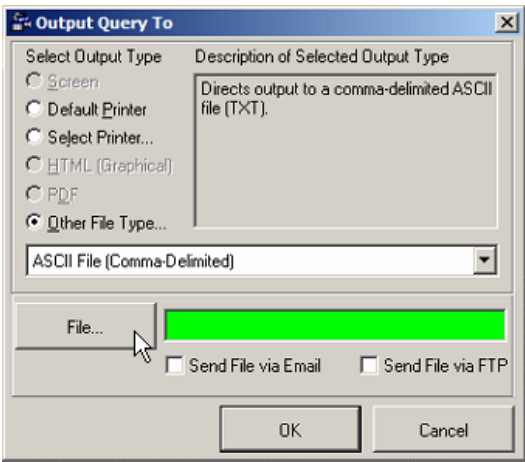 Output Query To
Select Output Type
Description of Selected Output Type
Screen
Default Printer
Select Printer...
HTML (Graphical)
PDF
Other File Type...
Directs output to a comma-delimited ASCII
file (TXT).
ASCII File (Comma-Delimited)
File...
Send File via Email
Send File via FTP
OK
Cancel